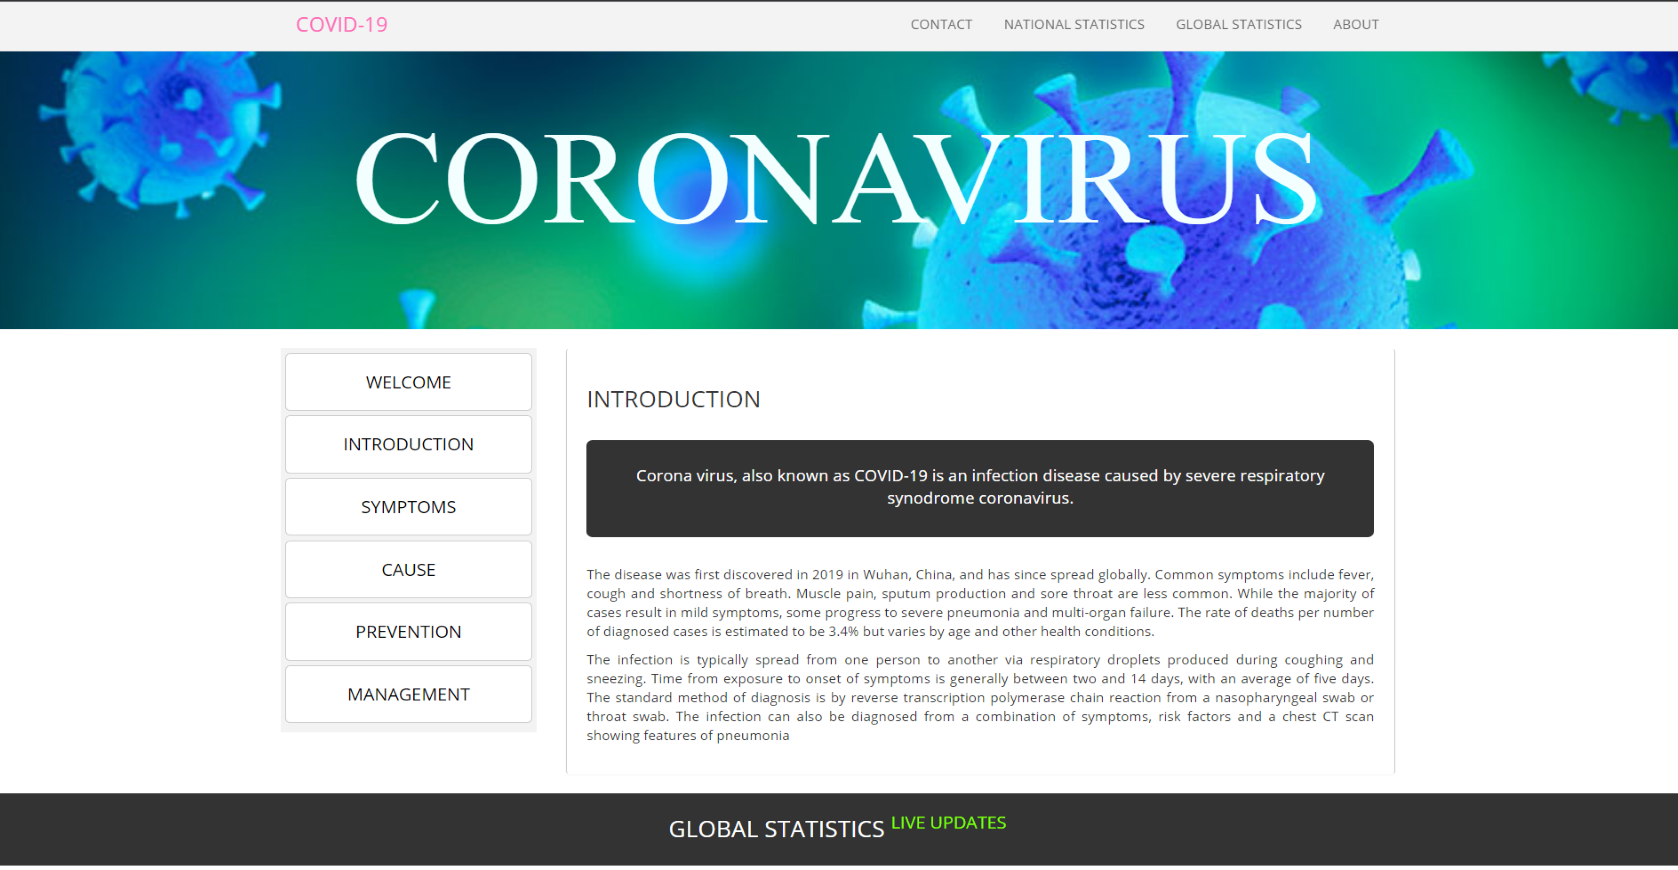 COVID-19
CONTACT
NATIONAL STATISTICS
GLOBAL STATISTICS
ABOUT
CORONAVIRUS
WELCOME
INTRODUCTION
SYMPTOMS
CAUSE
PREVENTION
MANAGEMENT
INTRODUCTION
Corona virus, also known as COVID-19 is an infection disease caused by severe respiratory
synodrome coronavirus.
The disease was first discovered in 2019 in Wuhan, China, and has since spread globally. Common symptoms include fever,
cough and shortness of breath. Muscle pain, sputum production and sore throat are less common. While the majority of
cases result in mild symptoms, some progress to severe pneumonia and multi-organ failure. The rate of deaths per number
of diagnosed cases is estimated to be 3.4% but varies by age and other health conditions.
The infection is typically spread from one person to another via respiratory droplets produced during coughing and
sneezing. Time from exposure to onset of symptoms is generally between two and 14 days, with an average of five days.
The standard method of diagnosis is by reverse transcription polymerase chain reaction from a nasopharyngeal swab or
throat swab. The infection can also be diagnosed from a combination of symptoms, risk factors and a chest CT scan
showing features of pneumonia
GLOBAL STATISTICS LIVE UPDATES